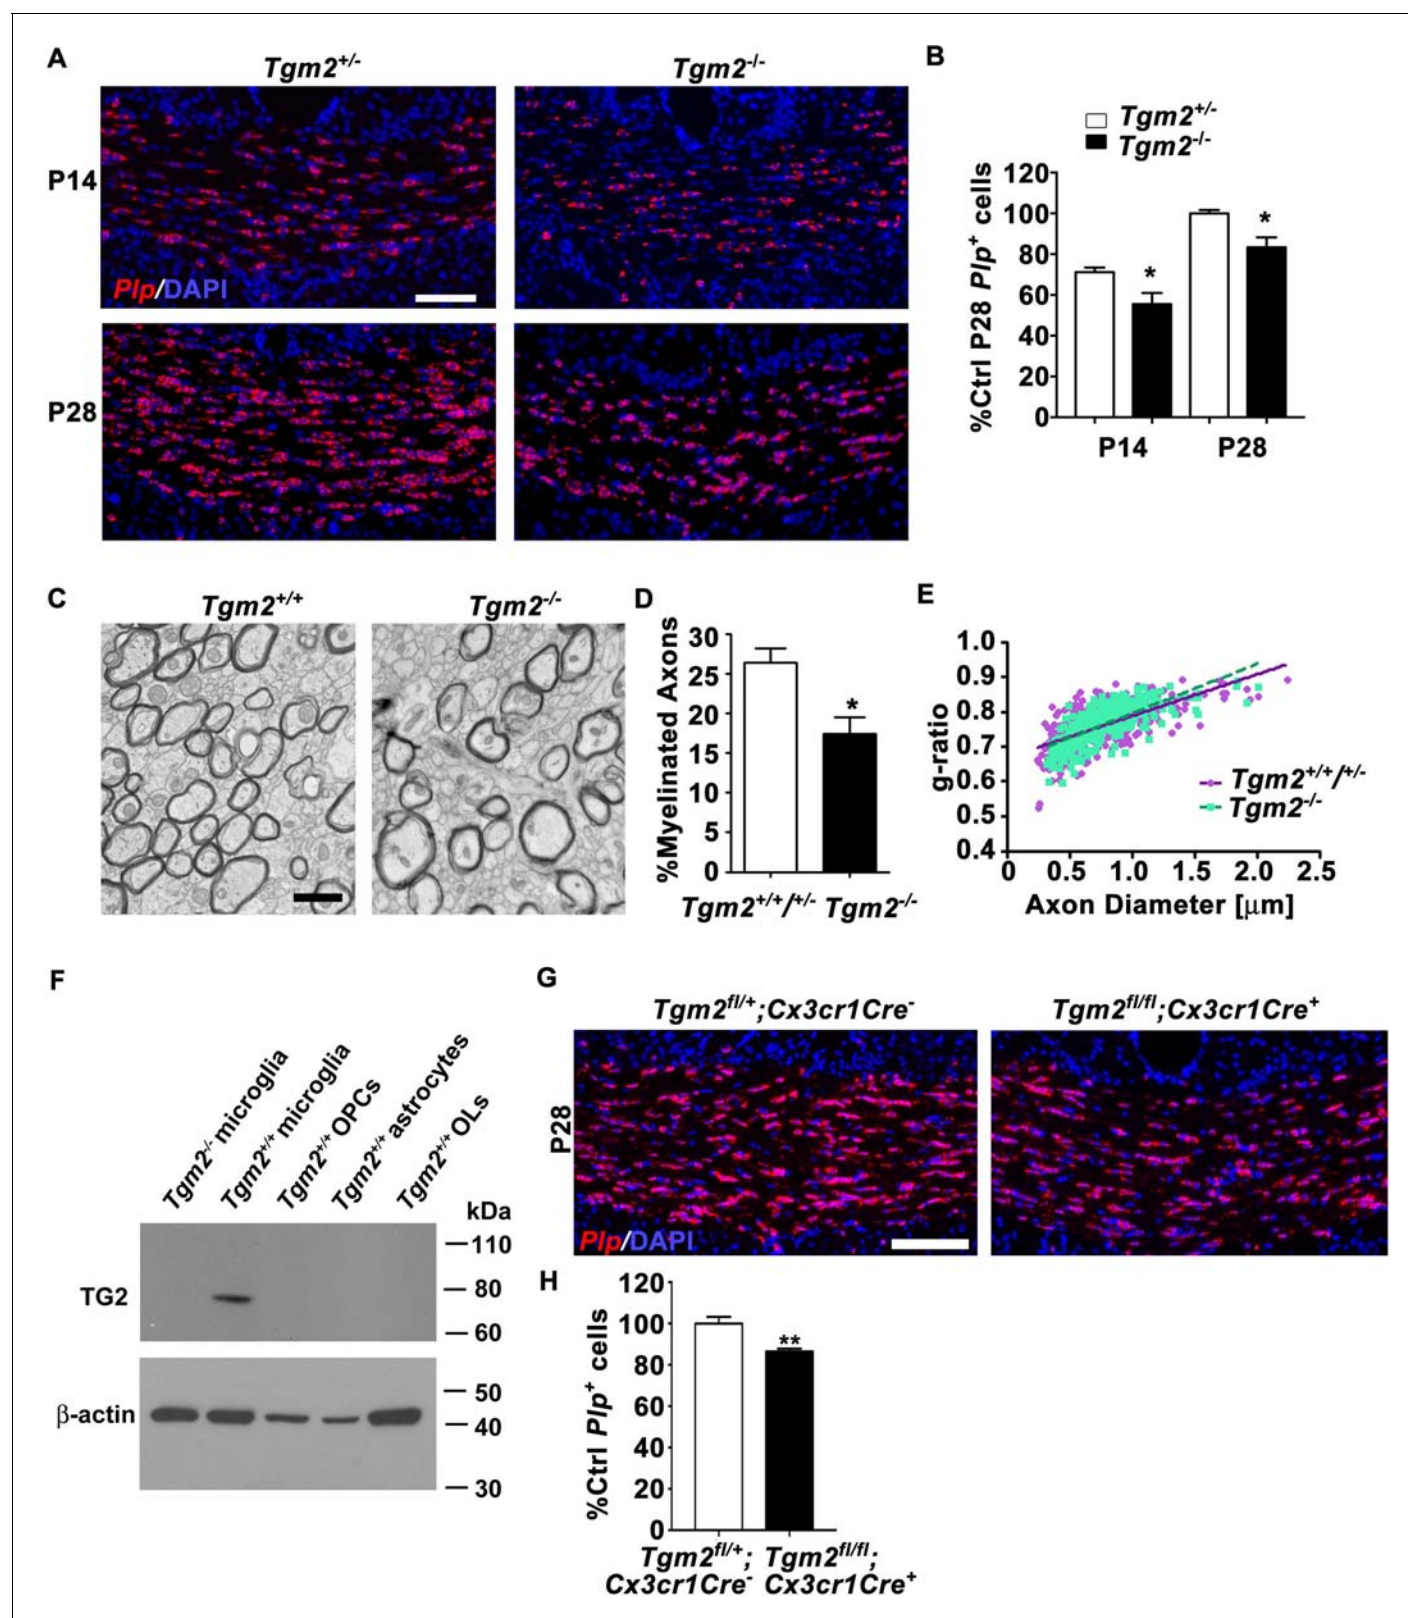 A
Tgm2+/-
Tgm2-/-
P14
Plp/DAPI
P28
B
Tgm2+/-
Tgm2-/-
%Ctrl P28 Plp+ cells
120
100
80
60
40
20
0
*
*
P14
P28
C
Tgm2+/+
Tgm2-/-
D
%Myelinated Axons
30
25
20
15
10
5
0
*
Tgm2+/+/+/-
Tgm2-/-
E
g-ratio
1.0
0.9
0.8
0.7
0.6
0.5
0.4
Tgm2+/+/+/-
Tgm2-/-
0
0.5
1.0
1.5
2.0
2.5
Axon Diameter [μm]
F
Tgm2-/- microglia
Tgm2+/+ microglia
Tgm2+/+ OPCs
Tgm2+/+ astrocytes
Tgm2+/+ OLs
kDa
110
TG2
80
60
50
β-actin
40
30
G
Tgm2fl/+;Cx3cr1Cre-
Tgm2fl/fl;Cx3cr1Cre+
P28
Plp/DAPI
H
%Ctrl Plp+ cells
120
100
80
60
40
20
0
**
Tgm2fl/+;
Cx3cr1Cre-
Tgm2fl/fl;
Cx3cr1Cre+